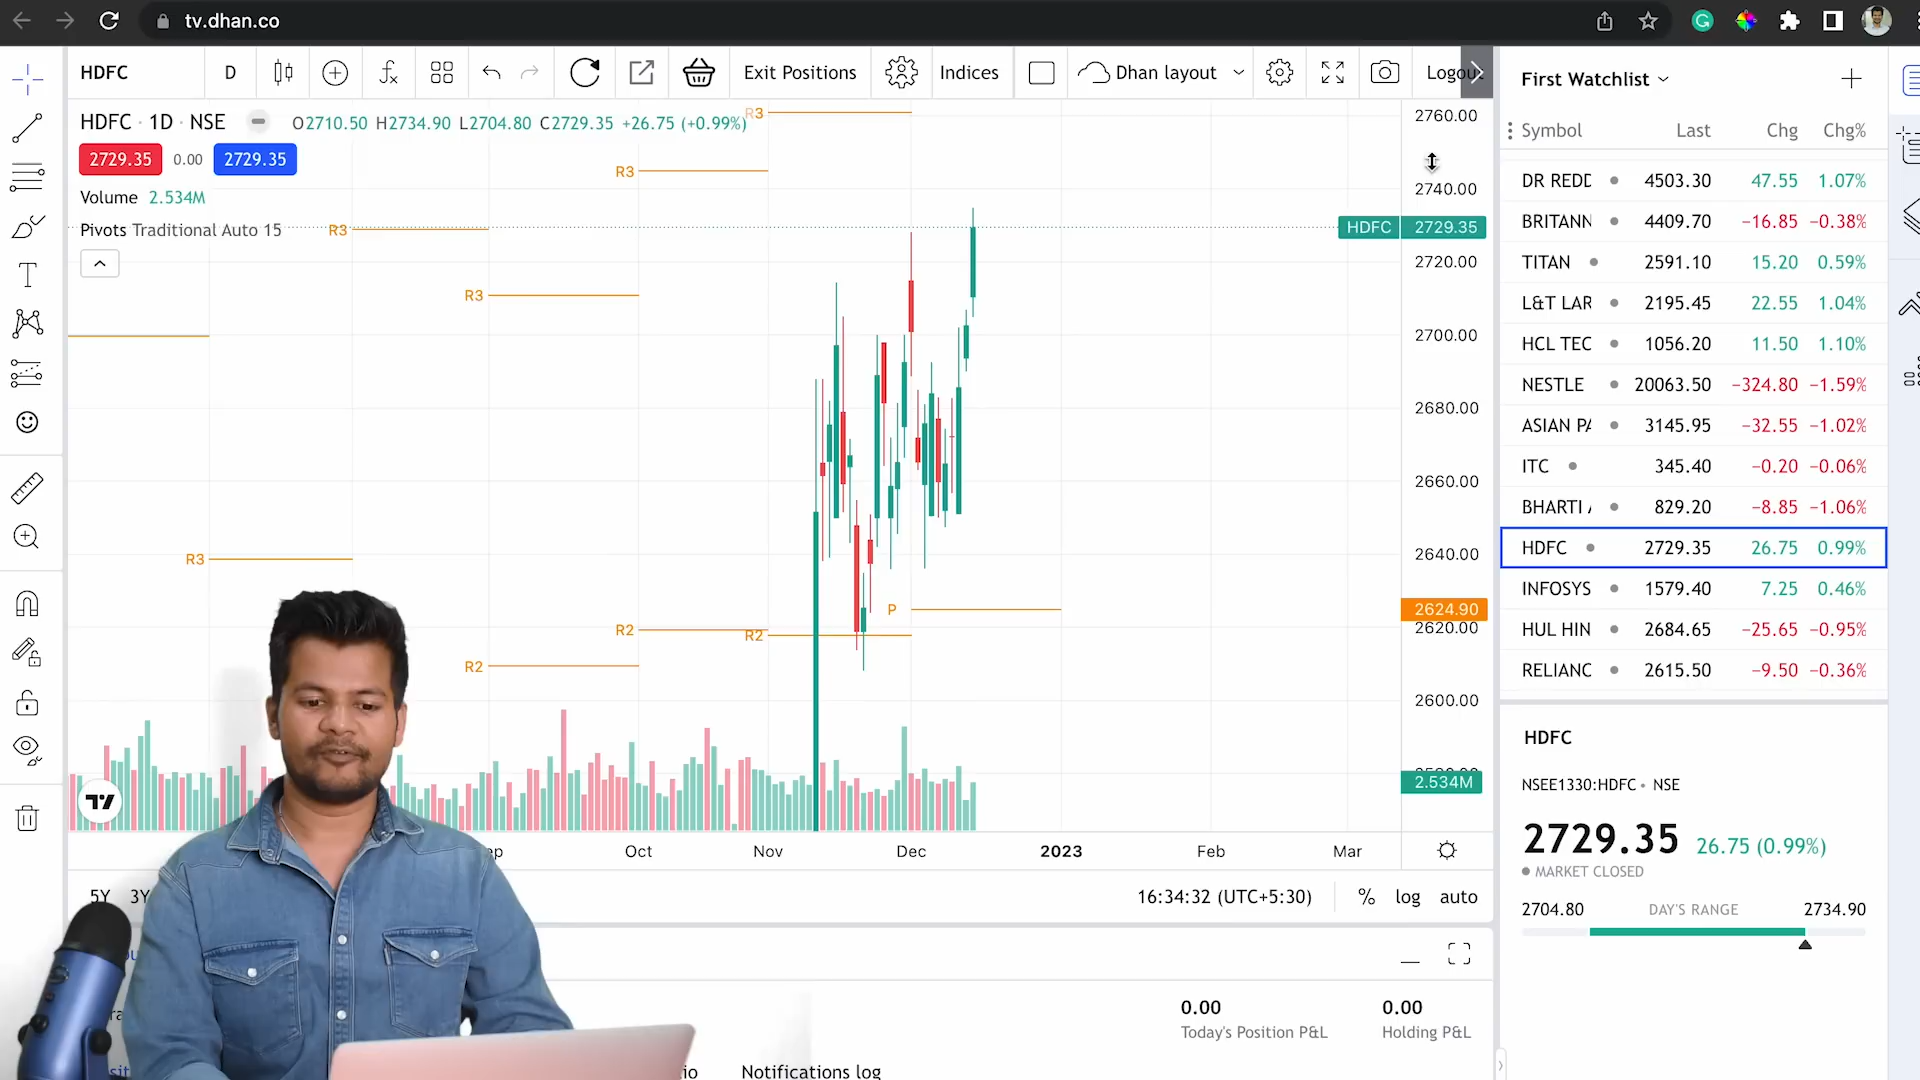 tv.dhan.co
HDFC D Exit Positions Indices Dhan layout
HDFC · 1D · NSE O2710.50 H2734.90 L2704.80 C2729.35 +26.75 (+0.99%)
2729.35 0.00 2729.35
Volume 2.534M
Pivots Traditional Auto 15
R3
R3
R3
R3
R3
R2
R2
R2
P
2760.00
2740.00
HDFC 2729.35
2720.00
2700.00
2680.00
2660.00
2640.00
2624.90
2620.00
2600.00
2.534M
Oct Nov Dec 2023 Feb Mar
5Y 3Y 16:34:32 (UTC+5:30) % log auto
0.00 0.00
Today's Position P&L Holding P&L
Notifications log
First Watchlist
Symbol Last Chg Chg%
DR REDD 4503.30 47.55 1.07%
BRITANN 4409.70 −16.85 −0.38%
TITAN 2591.10 15.20 0.59%
L&T LAR 2195.45 22.55 1.04%
HCL TEC 1056.20 11.50 1.10%
NESTLE 20063.50 −324.80 −1.59%
ASIAN PA 3145.95 −32.55 −1.02%
ITC 345.40 −0.20 −0.06%
BHARTI 829.20 −8.85 −1.06%
HDFC 2729.35 26.75 0.99%
INFOSYS 1579.40 7.25 0.46%
HUL HIN 2684.65 −25.65 −0.95%
RELIANC 2615.50 −9.50 −0.36%
HDFC
NSEE1330:HDFC • NSE
2729.35 26.75 (0.99%)
MARKET CLOSED
2704.80 DAY'S RANGE 2734.90